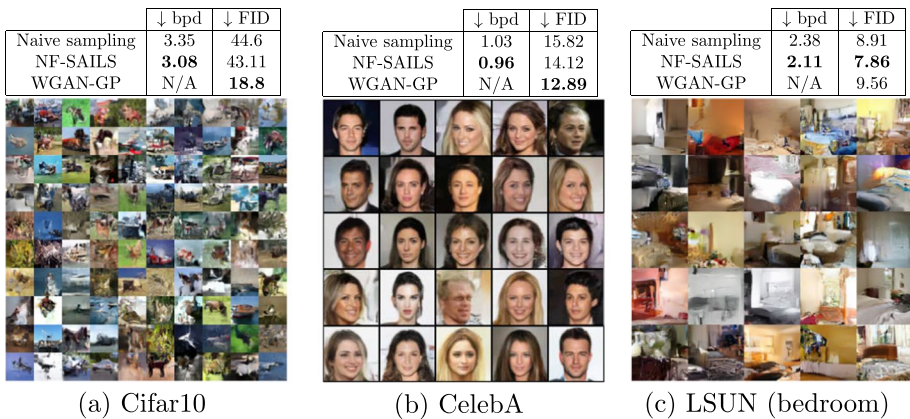 ↓ bpd ↓ FID
Naive sampling 3.35 44.6
NF-SAILS 3.08 43.11
WGAN-GP N/A 18.8
(a) Cifar10
↓ bpd ↓ FID
Naive sampling 1.03 15.82
NF-SAILS 0.96 14.12
WGAN-GP N/A 12.89
(b) CelebA
↓ bpd ↓ FID
Naive sampling 2.38 8.91
NF-SAILS 2.11 7.86
WGAN-GP N/A 9.56
(c) LSUN (bedroom)